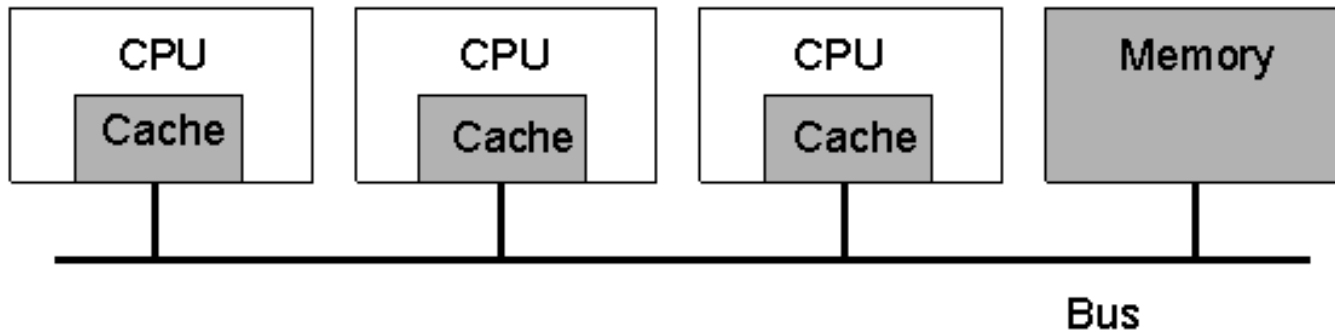 CPU
Cache
CPU
Cache
CPU
Cache
Memory
Bus